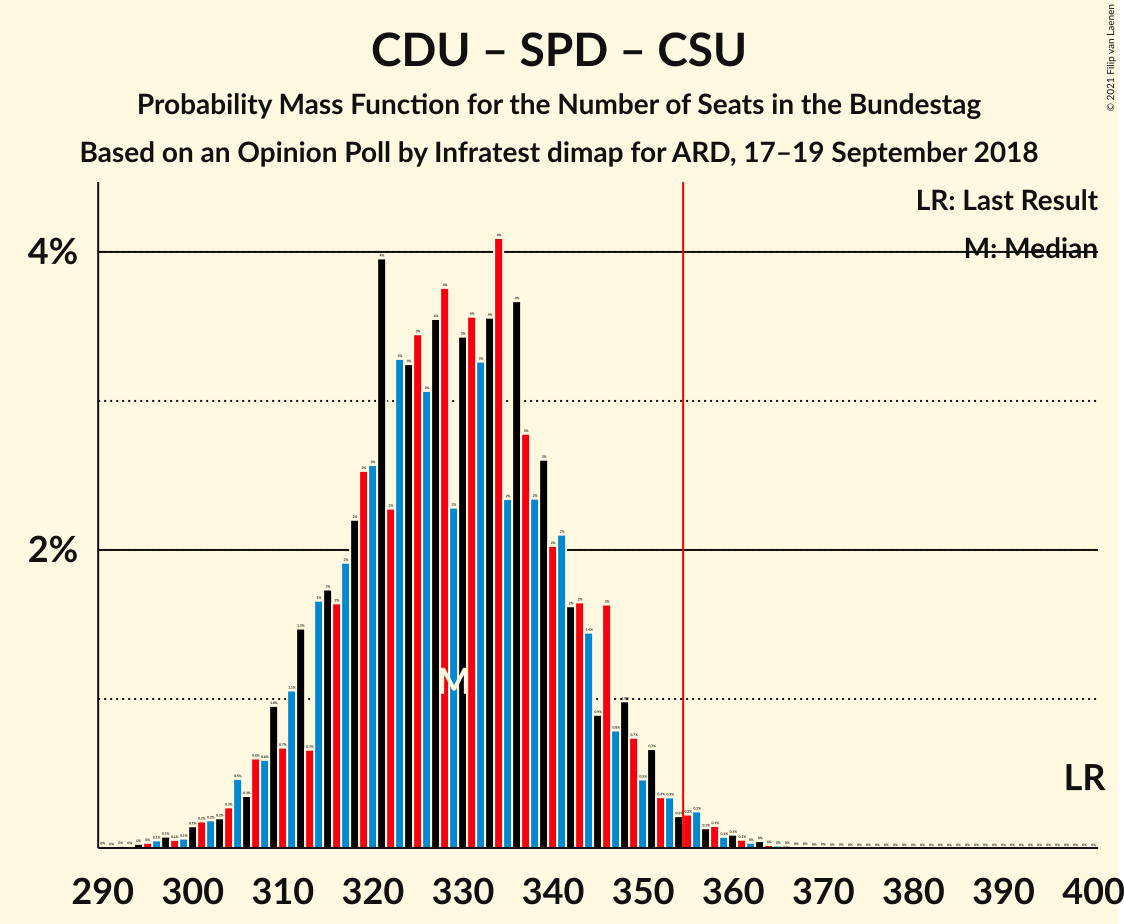 CDU – SPD – CSU
Probability Mass Function for the Number of Seats in the Bundestag
Based on an Opinion Poll by Infratest dimap for ARD, 17–19 September 2018
© 2021 Filip van Laenen
LR: Last Result
M: Median
4%
2%
M
LR
290 300 310 320 330 340 350 360 370 380 390 400